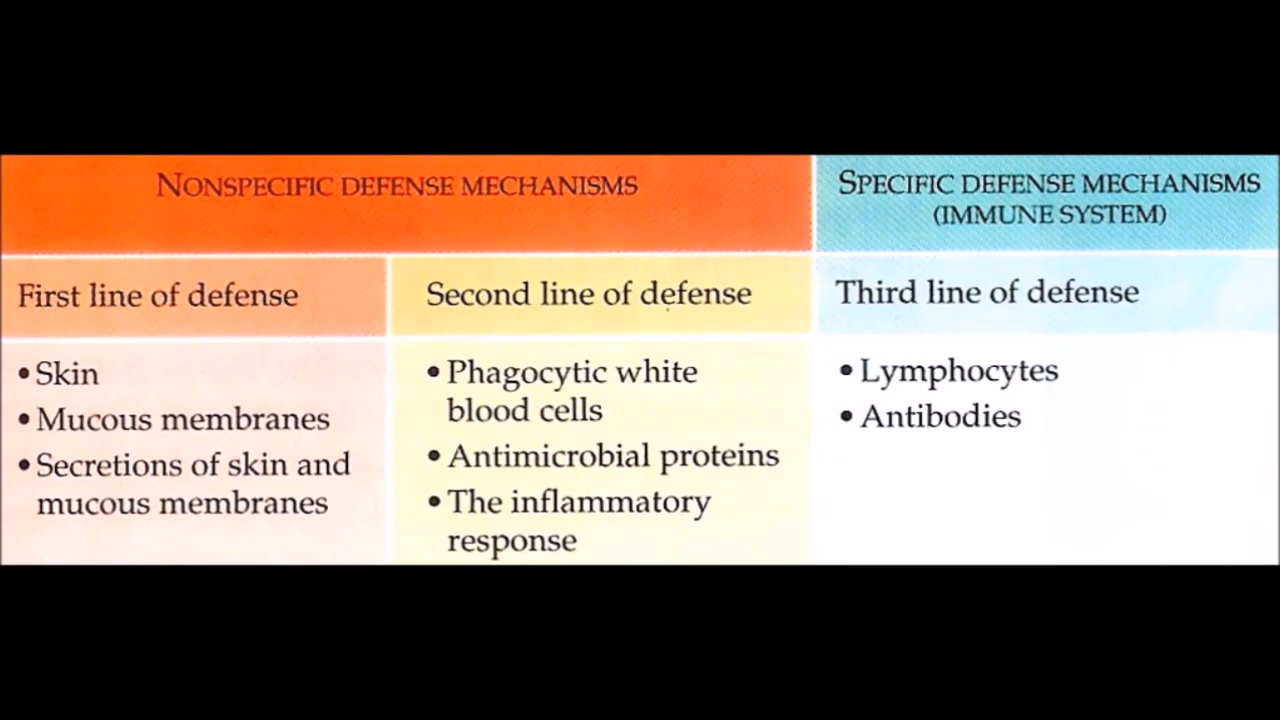 NONSPECIFIC DEFENSE MECHANISMS
SPECIFIC DEFENSE MECHANISMS
(IMMUNE SYSTEM)
First line of defense
Second line of defense
Third line of defense
• Skin
• Mucous membranes
• Secretions of skin and
mucous membranes
• Phagocytic white
blood cells
• Antimicrobial proteins
• The inflammatory
response
• Lymphocytes
• Antibodies